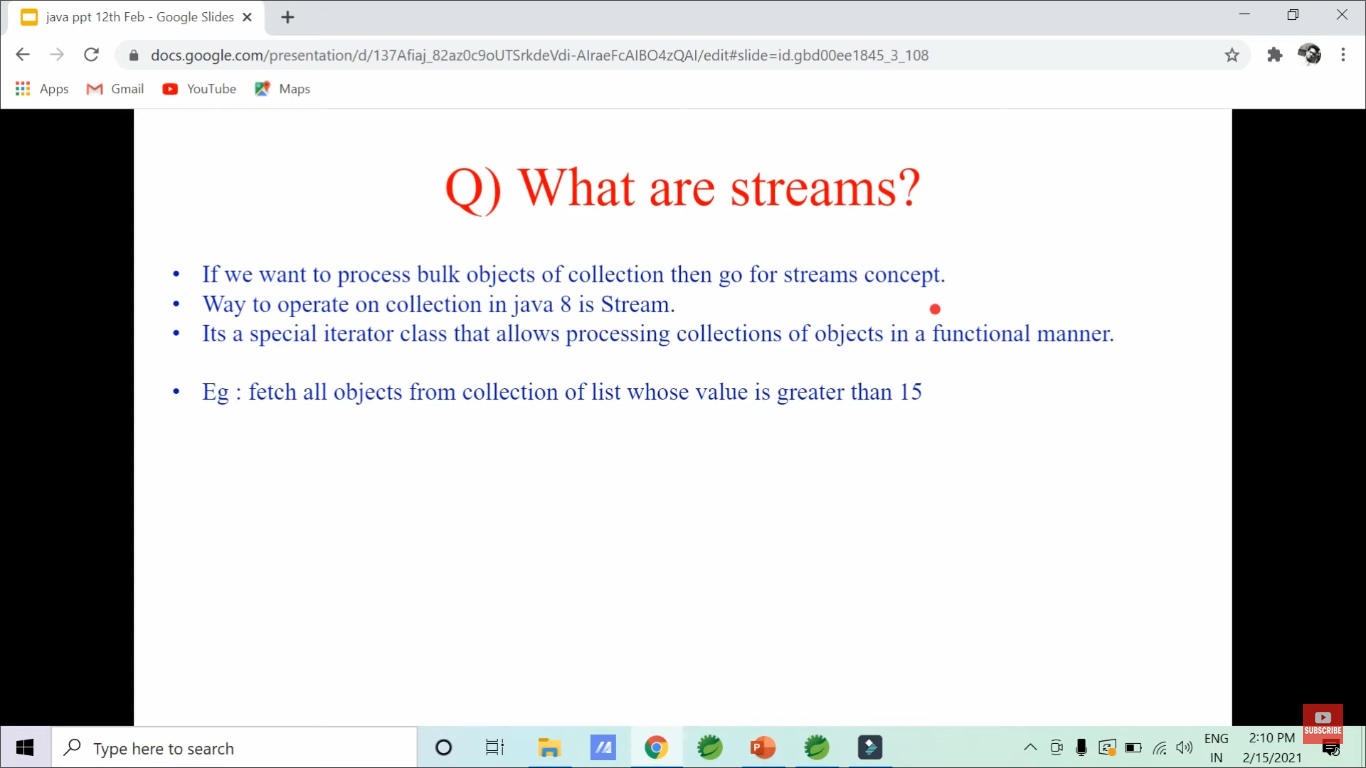 java ppt 12th Feb - Google Slides
docs.google.com/presentation/d/137Afiaj_82az0c9oUTSrkdeVdi-AIraeFcAIBO4zQAI/edit#slide=id.gbd00ee1845_3_108
Apps Gmail YouTube Maps
Q) What are streams?
• If we want to process bulk objects of collection then go for streams concept.
• Way to operate on collection in java 8 is Stream.
• Its a special iterator class that allows processing collections of objects in a functional manner.
• Eg : fetch all objects from collection of list whose value is greater than 15
SUBSCRIBE
Type here to search
ENG 2:10 PM
IN 2/15/2021